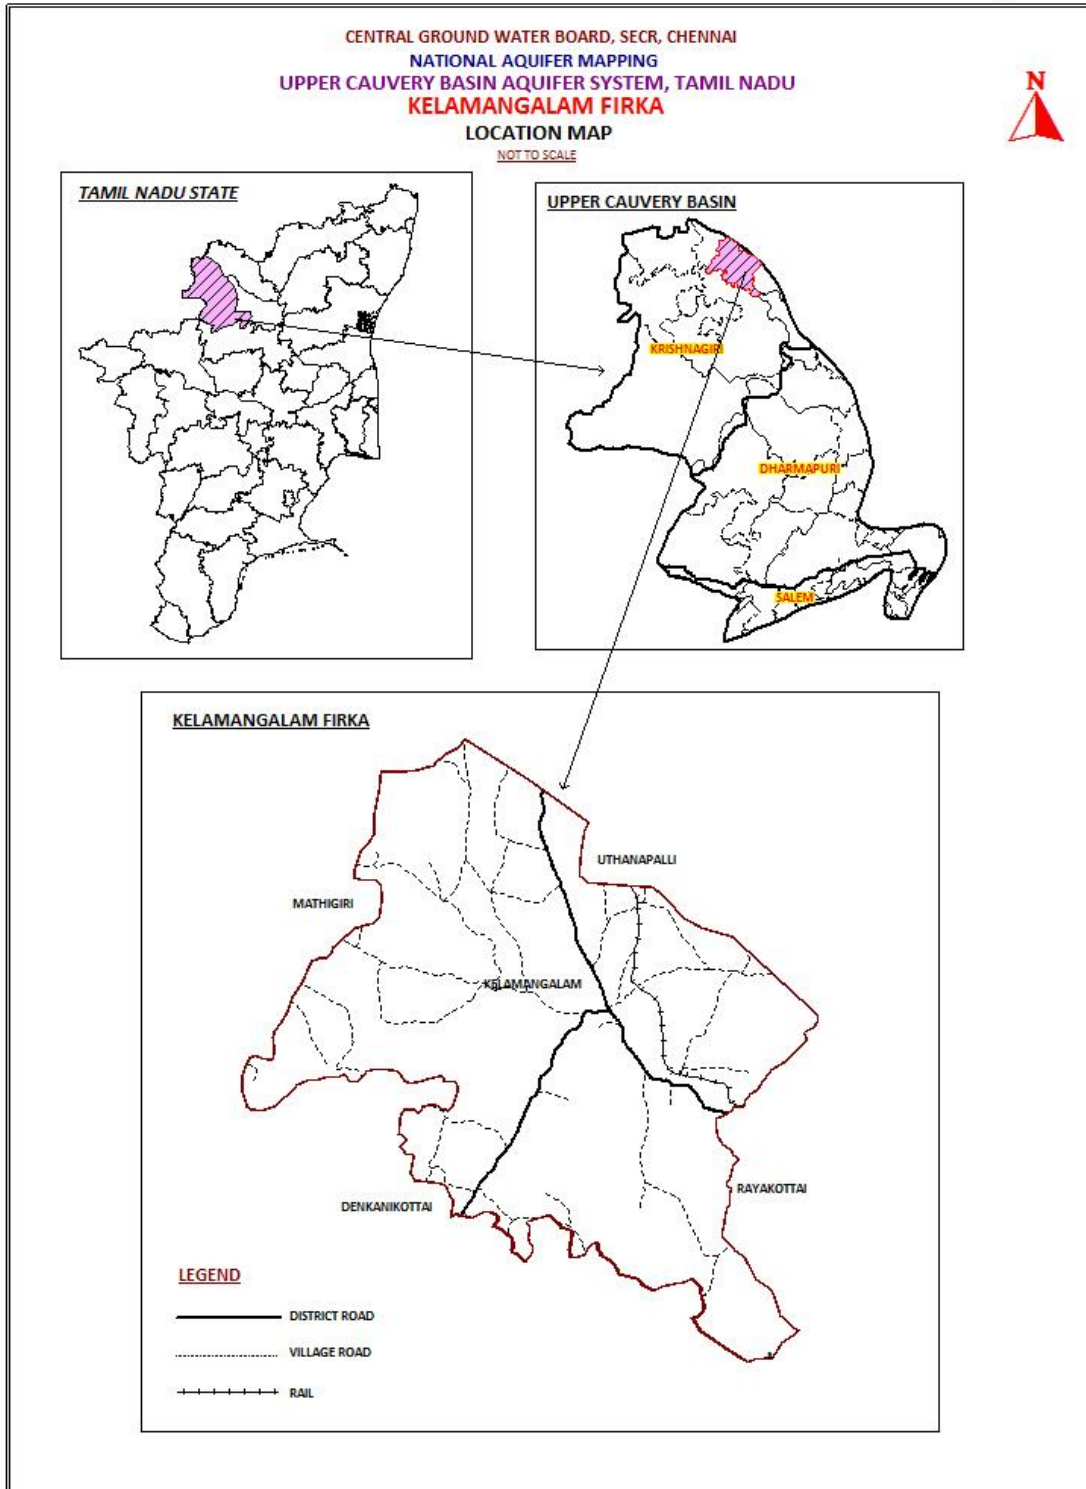 CENTRAL GROUND WATER BOARD, SECR, CHENNAI
NATIONAL AQUIFER MAPPING
UPPER CAUVERY BASIN AQUIFER SYSTEM, TAMIL NADU
KELAMANGALAM FIRKA
LOCATION MAP
NOT TO SCALE
N
TAMIL NADU STATE
UPPER CAUVERY BASIN
KRISHNAGIRI
DHARMAPURI
SALEM
KELAMANGALAM FIRKA
UTHANAPALLI
MATHIGIRI
KELAMANGALAM
RAYAKOTTAI
DENKANIKOTTAI
LEGEND
DISTRICT ROAD
VILLAGE ROAD
RAIL